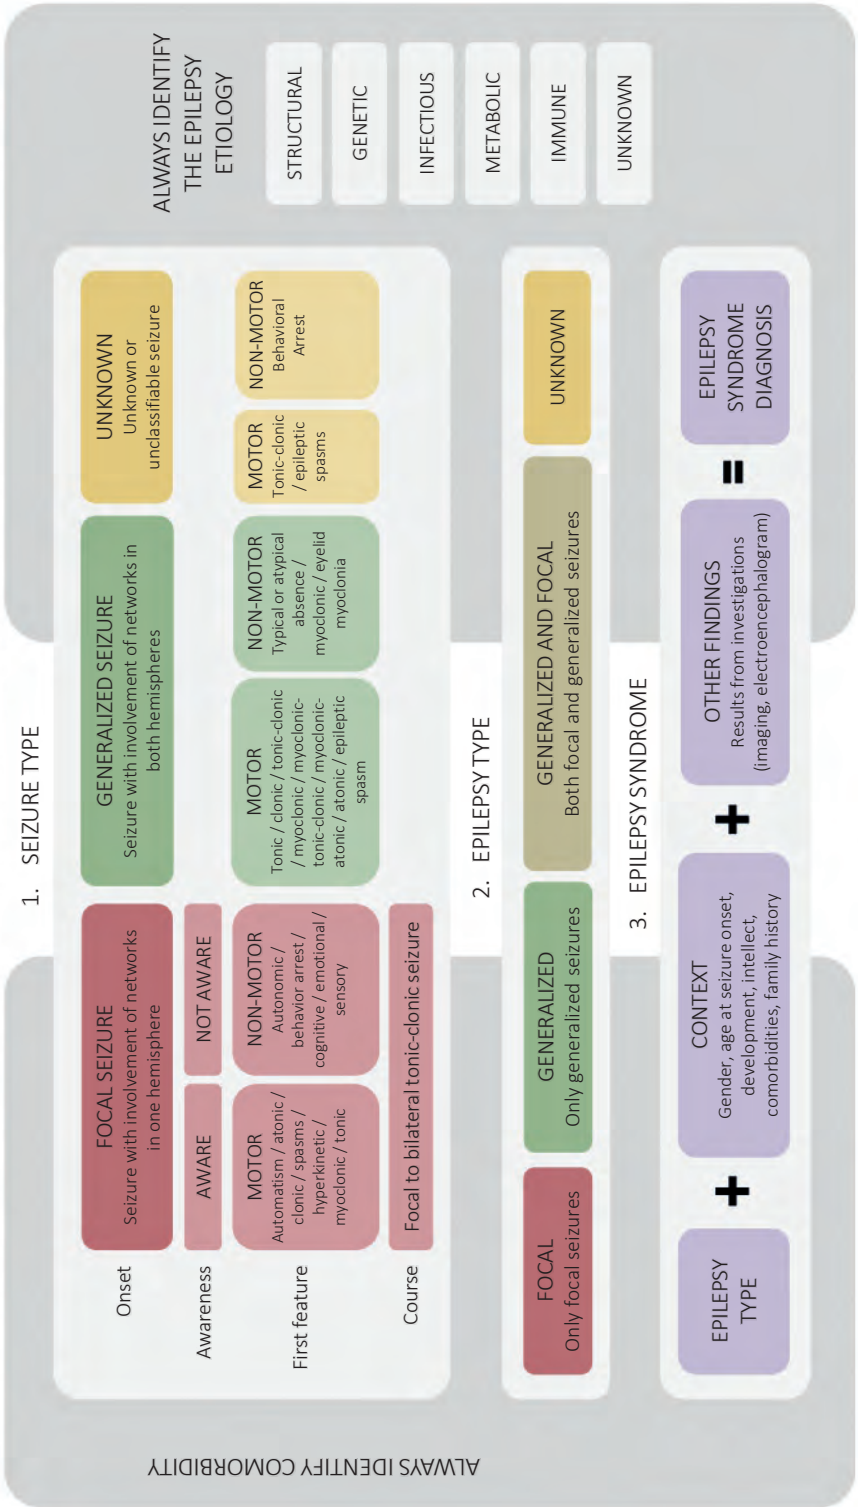 ALWAYS IDENTIFY COMORBIDITY
1. SEIZURE TYPE
Onset
FOCAL SEIZURE
Seizure with involvement of networks
in one hemisphere
GENERALIZED SEIZURE
Seizure with involvement of networks in
both hemispheres
UNKNOWN
Unknown or
unclassifiable seizure
Awareness
AWARE
NOT AWARE
First feature
MOTOR
Automatism / atonic /
clonic / spasms /
hyperkinetic /
myoclonic / tonic
NON-MOTOR
Autonomic /
behavior arrest /
cognitive / emotional /
sensory
MOTOR
Tonic / clonic / tonic-clonic
/ myoclonic / myoclonic-
tonic-clonic / myoclonic-
atonic / atonic / epileptic
spasm
NON-MOTOR
Typical or atypical
absence /
myoclonic / eyelid
myoclonia
MOTOR
Tonic-clonic
/ epileptic
spasms
NON-MOTOR
Behavioral
Arrest
Course
Focal to bilateral tonic-clonic seizure
2. EPILEPSY TYPE
FOCAL
Only focal seizures
GENERALIZED
Only generalized seizures
GENERALIZED AND FOCAL
Both focal and generalized seizures
UNKNOWN
3. EPILEPSY SYNDROME
EPILEPSY
TYPE
+
CONTEXT
Gender, age at seizure onset,
development, intellect,
comorbidities, family history
+
OTHER FINDINGS
Results from investigations
(imaging, electroencephalogram)
=
EPILEPSY
SYNDROME
DIAGNOSIS
ALWAYS IDENTIFY
THE EPILEPSY
ETIOLOGY
STRUCTURAL
GENETIC
INFECTIOUS
METABOLIC
IMMUNE
UNKNOWN